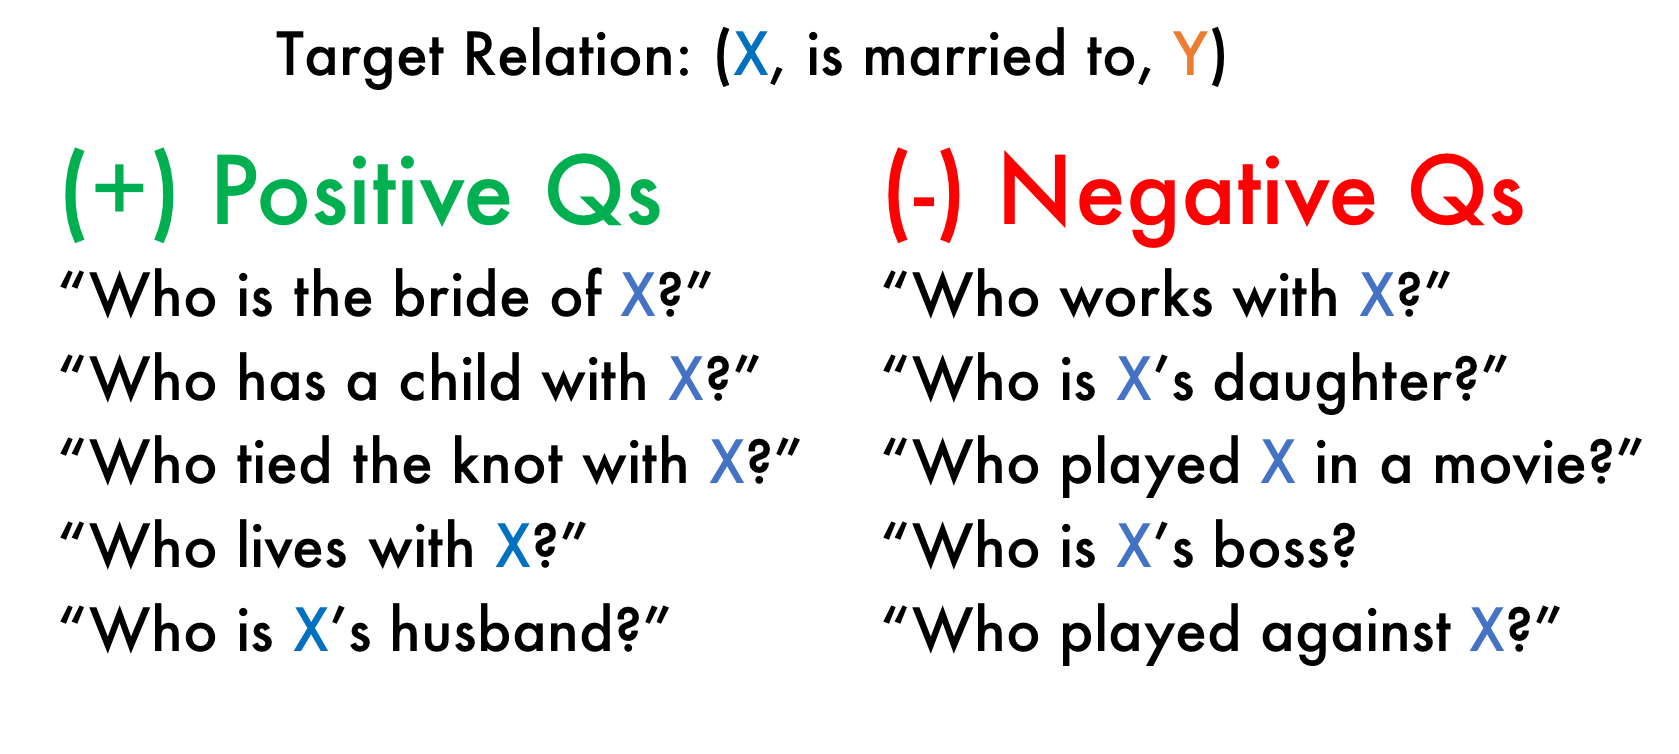 Target Relation: (X, is married to, Y)
(+) Positive Qs
“Who is the bride of X?”
“Who has a child with X?”
“Who tied the knot with X?”
“Who lives with X?”
“Who is X’s husband?”
(-) Negative Qs
“Who works with X?”
“Who is X’s daughter?”
“Who played X in a movie?”
“Who is X’s boss?
“Who played against X?”